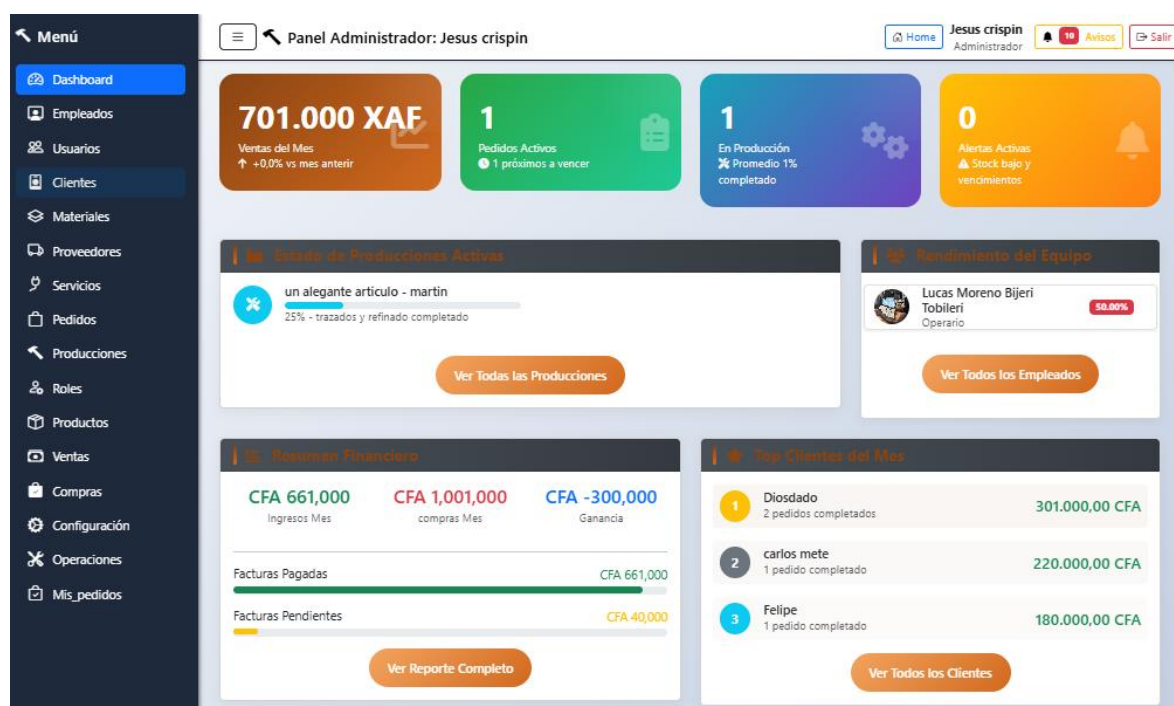 Menú
Dashboard
Empleados
Usuarios
Clientes
Materiales
Proveedores
Servicios
Pedidos
Producciones
Roles
Productos
Ventas
Compras
Configuración
Operaciones
Mis_pedidos
Panel Administrador: Jesus crispin
Home
Jesus crispin
Administrador
10 Avisos
Salir
701.000 XAF
Ventas del Mes
+0,0% vs mes anterir
1
Pedidos Activos
1 próximos a vencer
1
En Producción
Promedio 1%
completado
0
Alertas Activas
Stock bajo y
vencimientos
Estado de Producciones Activas
un alegante articulo - martin
25% - trazados y refinado completado
Ver Todas las Producciones
Rendimiento del Equipo
Lucas Moreno Bijeri
Tobileri
Operario
50.00%
Ver Todos los Empleados
Resumen Financiero
CFA 661,000
Ingresos Mes
CFA 1,001,000
compras Mes
CFA -300,000
Ganancia
Facturas Pagadas
CFA 661,000
Facturas Pendientes
CFA 40,000
Ver Reporte Completo
Top Clientes del Mes
1
Diosdado
2 pedidos completados
301.000,00 CFA
2
carlos mete
1 pedido completado
220.000,00 CFA
3
Felipe
1 pedido completado
180.000,00 CFA
Ver Todos los Clientes